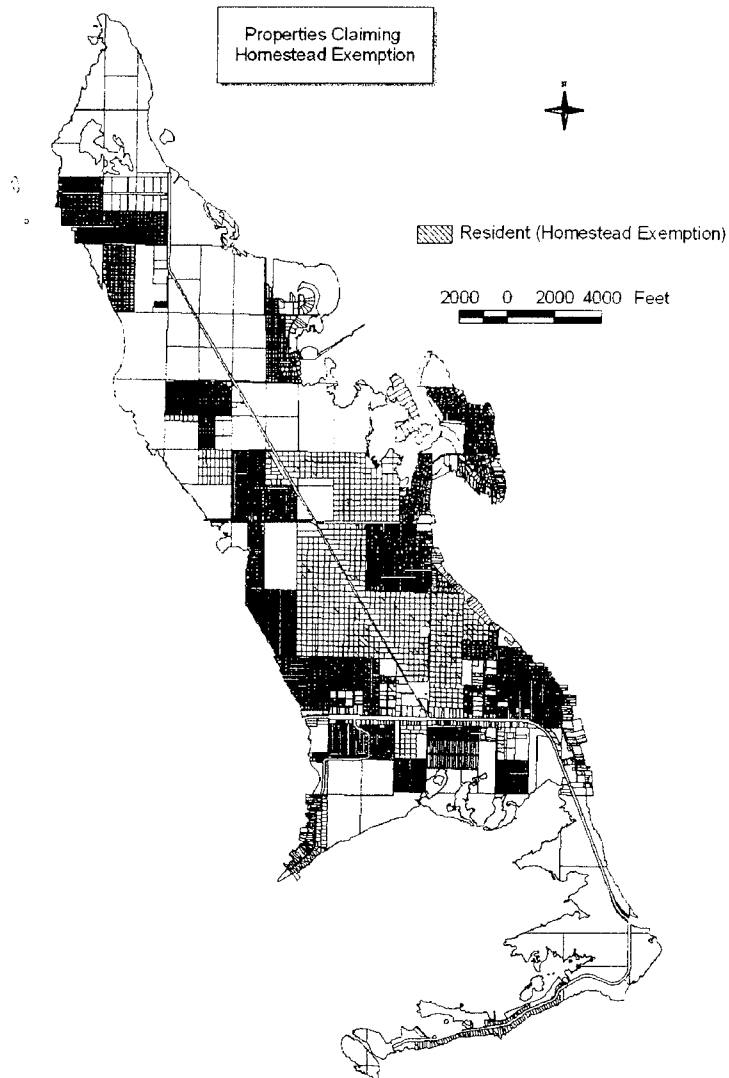 Properties Claiming
Homestead Exemption
N
Resident (Homestead Exemption)
2000 0 2000 4000 Feet